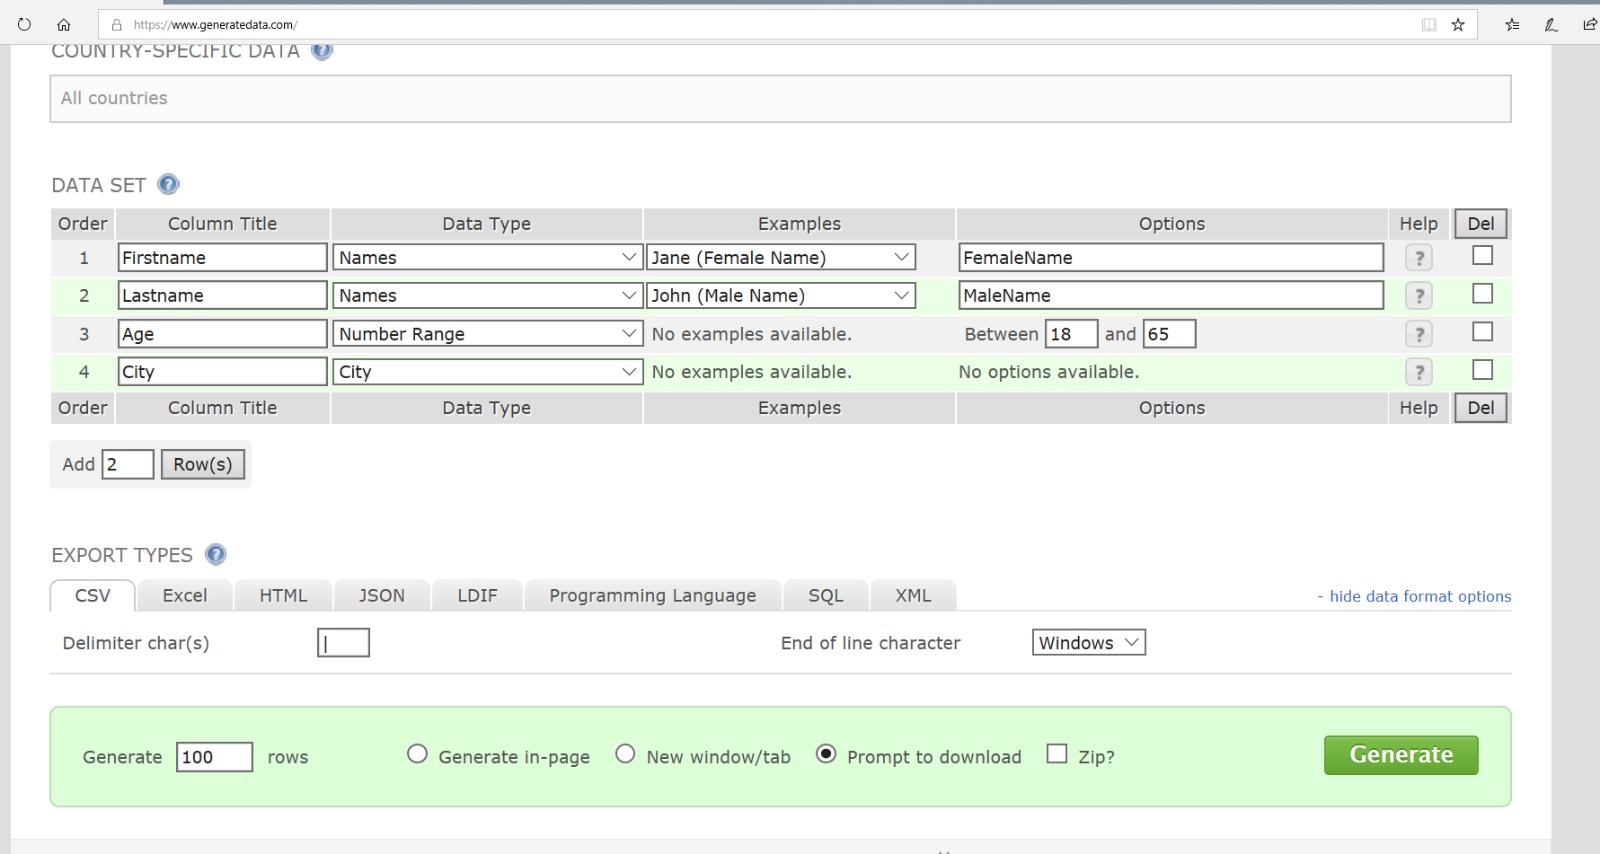 https://www.generatedata.com/
COUNTRY-SPECIFIC DATA ?
All countries
DATA SET ?
Order Column Title Data Type Examples Options Help Del
1 Firstname Names Jane (Female Name) FemaleName ?
2 Lastname Names John (Male Name) MaleName ?
3 Age Number Range No examples available. Between 18 and 65 ?
4 City City No examples available. No options available. ?
Order Column Title Data Type Examples Options Help Del
Add 2 Row(s)
EXPORT TYPES ?
CSV Excel HTML JSON LDIF Programming Language SQL XML - hide data format options
Delimiter char(s) | End of line character Windows
Generate 100 rows Generate in-page New window/tab Prompt to download Zip? Generate